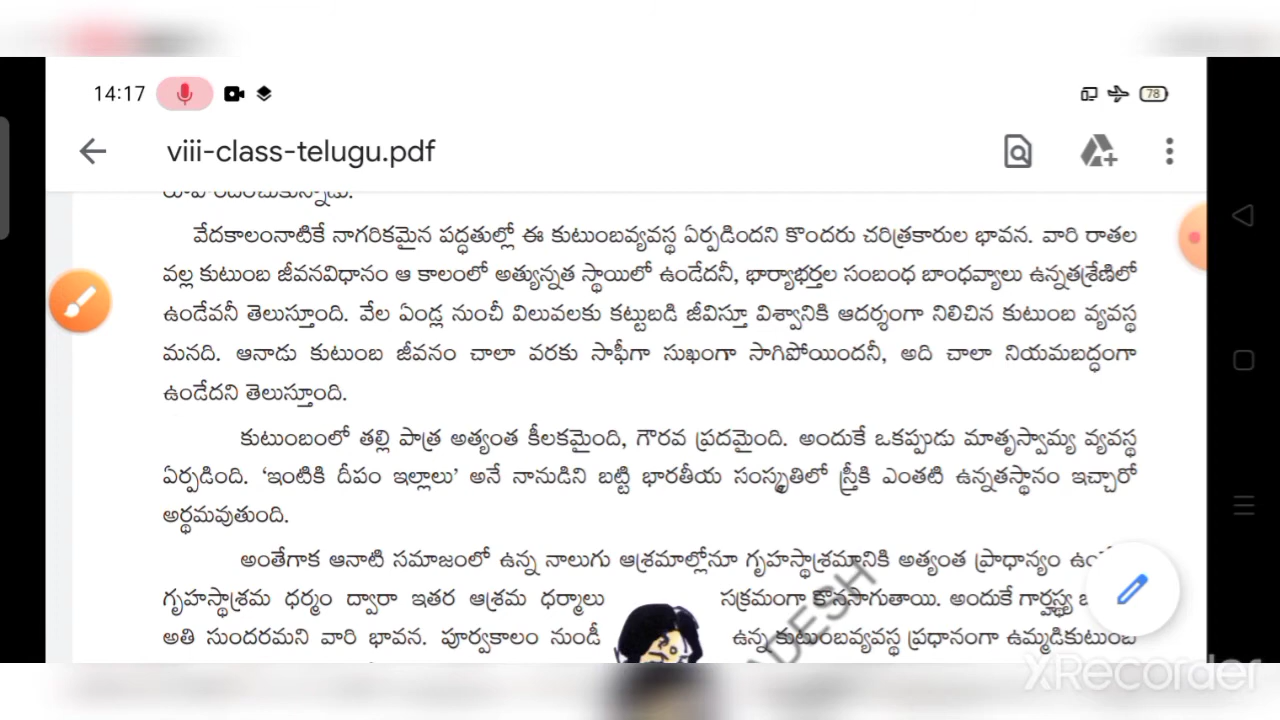 14:17
78
viii-class-telugu.pdf
వేదకాలంనాటికే నాగరికమైన పద్ధతుల్లో ఈ కుటుంబవ్యవస్థ ఏర్పడిందని కొందరు చరిత్రకారుల భావన. వారి రాతల
వల్ల కుటుంబ జీవనవిధానం ఆ కాలంలో అత్యున్నత స్థాయిలో ఉండేదనీ, భార్యాభర్తల సంబంధ బాంధవ్యాలు ఉన్నతశ్రేణిలో
ఉండేవనీ తెలుస్తూంది. వేల ఏండ్ల నుంచీ విలువలకు కట్టుబడి జీవిస్తూ విశ్వానికి ఆదర్శంగా నిలిచిన కుటుంబ వ్యవస్థ
మనది. ఆనాడు కుటుంబ జీవనం చాలా వరకు సాఫీగా సుఖంగా సాగిపోయిందనీ, అది చాలా నియమబద్ధంగా
ఉండేదని తెలుస్తూంది.
కుటుంబంలో తల్లి పాత్ర అత్యంత కీలకమైంది, గౌరవ ప్రదమైంది. అందుకే ఒకప్పుడు మాతృస్వామ్య వ్యవస్థ
ఏర్పడింది. 'ఇంటికి దీపం ఇల్లాలు' అనే నానుడిని బట్టి భారతీయ సంస్కృతిలో స్త్రీకి ఎంతటి ఉన్నతస్థానం ఇచ్చారో
అర్థమవుతుంది.
అంతేగాక ఆనాటి సమాజంలో ఉన్న నాలుగు ఆశ్రమాల్లోనూ గృహస్థాశ్రమానికి అత్యంత ప్రాధాన్యం
గృహస్థాశ్రమ ధర్మం ద్వారా ఇతర ఆశ్రమ ధర్మాలు సక్రమంగా కొనసాగుతాయి. అందుకే గార్హస్థ్య
అతి సుందరమని వారి భావన. పూర్వకాలం నుండీ ఉన్న కుటుంబవ్యవస్థ ప్రధానంగా ఉమ్మడికుటుంబ
XRecorder